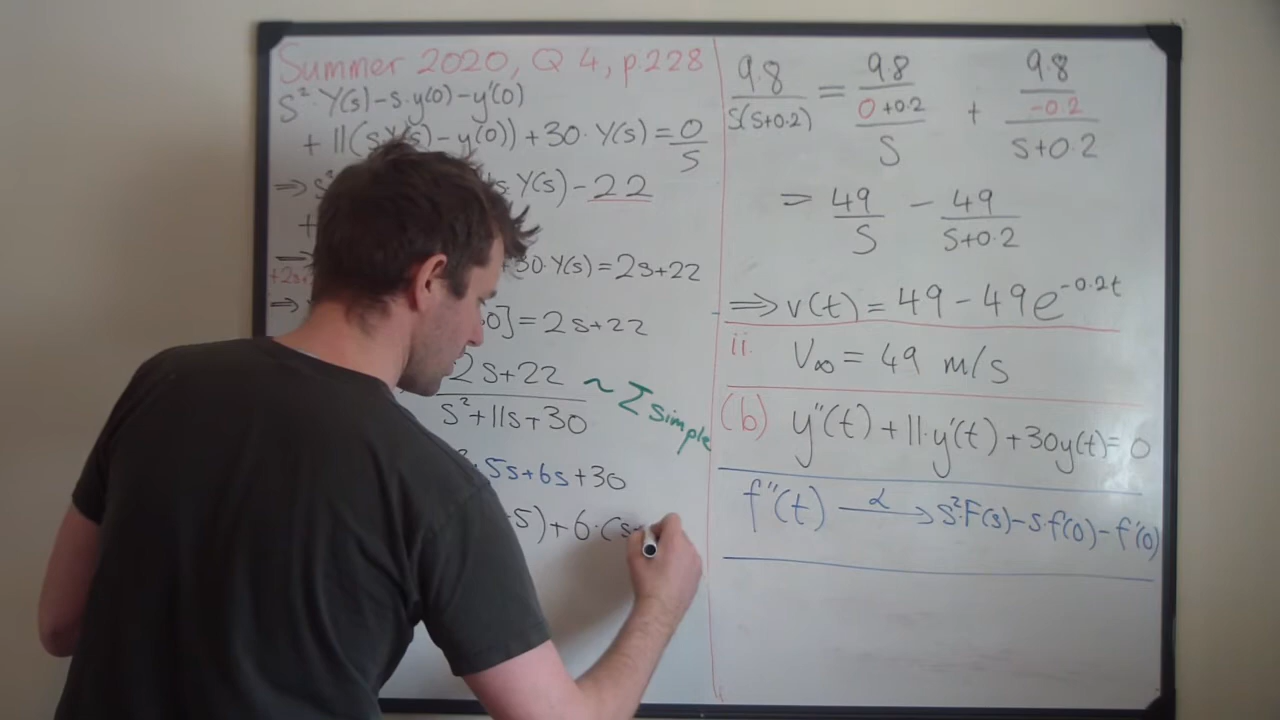 Summer 2020, Q 4, p.228
S²·Y(s)-s·y(0)-y'(0)
+ 11(s·Y(s)-y(0))+30·Y(s)=0/S
⇒ s² Y(s)-22
+
⇒ 30·Y(s)=2s+22
+2s+
⇒ 0]=2s+22
2s+22/s²+11s+30 ~ Σ simple
5s+6s+30
5)+6·(s+
9.8/s(s+0.2) = 9.8/0+0.2/s + 9.8/-0.2/s+0.2
= 49/s - 49/s+0.2
⇒ v(t) = 49-49e^-0.2t
ii. V∞ = 49 m/s
(b) y''(t)+11·y'(t)+30y(t)=0
f''(t) ℒ→ s²·F(s)-s·f(0)-f'(0)